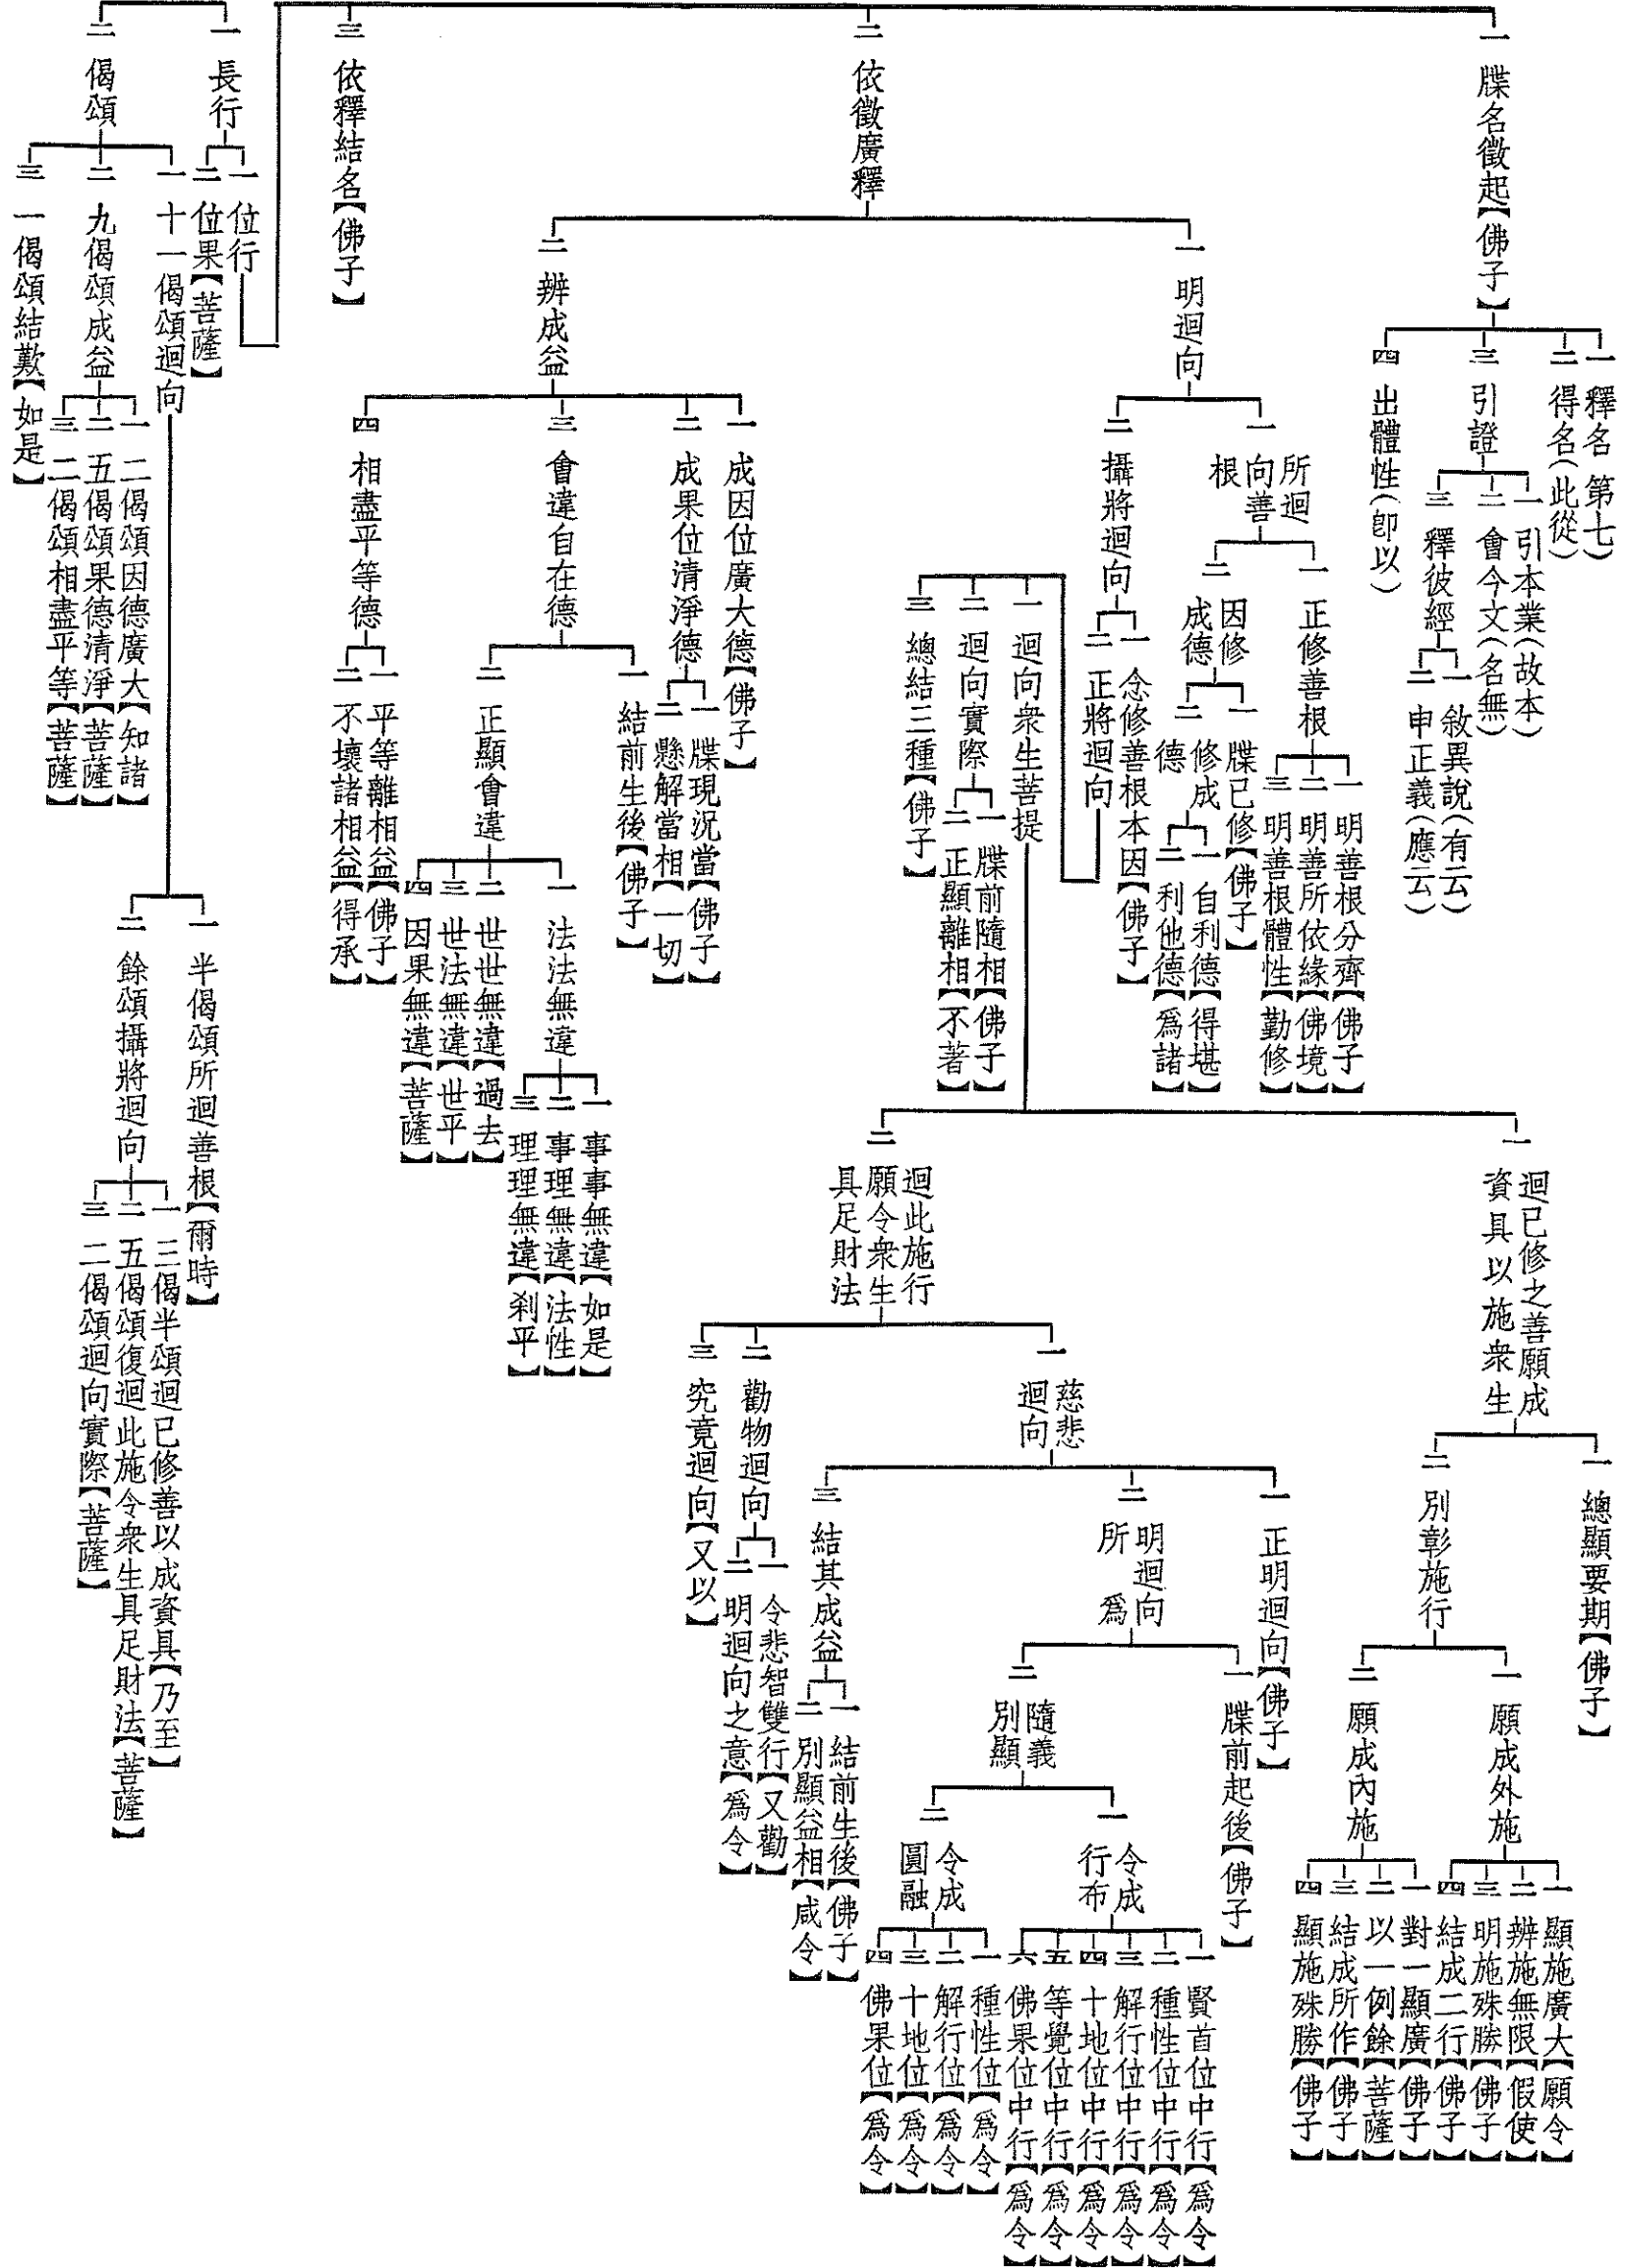 一 牒名徵起【佛子】
一 釋名(第七)
二 得名(此從)
三 引證
一 引本業(故本)
二 會今文(名無)
三 釋彼經
一 敘異說(有云)
二 申正義(應云)
四 出體性(卽以)
二 依徵廣釋
一 明迴向
一 所迴向善根
一 正修善根
一 明善根分齊【佛子】
二 明善所依緣【佛境】
三 明善根體性【勤修】
二 因修成德
一 牒已修【佛子】
二 修成德
一 自利德【得堪】
二 利他德【爲諸】
二 攝將迴向
一 念修善根本因【佛子】
二 正將迴向
一 迴向衆生菩提
一 迴已修之善願成資具以施衆生
一 總顯要期【佛子】
二 別彰施行
一 願成外施
一 顯施廣大【願令】
二 辨施無限【假使】
三 明施殊勝【佛子】
四 結成二行【佛子】
二 願成內施
一 對一顯廣【佛子】
二 以一例餘【菩薩】
三 結成所作【佛子】
四 顯施殊勝【佛子】
二 迴此施行願令衆生具足財法
一 慈悲迴向
一 正明迴向【佛子】
二 明迴向所爲
一 牒前起後【佛子】
二 隨義別顯
一 令成行布
一 賢首位中行【爲令】
二 種性位中行【爲令】
三 解行位中行【爲令】
四 十地位中行【爲令】
五 等覺位中行【爲令】
六 佛果位中行【爲令】
二 令成圓融
一 種性位【爲令】
二 解行位【爲令】
三 十地位【爲令】
四 佛果位【爲令】
三 結其成益
一 結前生後【佛子】
二 別顯益相【咸令】
二 勸物迴向
一 令悲智雙行【又勸】
二 明迴向之意【爲令】
三 究竟迴向【又以】
二 迴向實際
一 牒前隨相【佛子】
二 正顯離相【不著】
三 總結三種【佛子】
二 辨成益
一 成因位廣大德【佛子】
二 成果位清淨德
一 牒現況當【佛子】
二 懸解當相【一切】
三 會違自在德
一 結前生後【佛子】
二 正顯會違
一 法法無違
一 事事無違【如是】
二 事理無違【法性】
三 理理無違【刹平】
二 世世無違【過去】
三 世法無違【世平】
四 因果無違【菩薩】
四 相盡平等德
一 平等離相益【佛子】
二 不壞諸相益【得承】
三 依釋結名【佛子】
一 長行
一 位行
二 位果【菩薩】
二 偈頌
一 十一偈頌迴向
一 半偈頌所迴善根【爾時】
二 餘頌攝將迴向
一 三偈半頌迴已修善以成資具【乃至】
二 五偈頌復迴此施令衆生具足財法【菩薩】
三 二偈頌迴向實際【菩薩】
二 九偈頌成益
一 二偈頌因德廣大【知諸】
二 五偈頌果德清淨【菩薩】
三 二偈頌相盡平等【菩薩】
三 一偈頌結歎【如是】